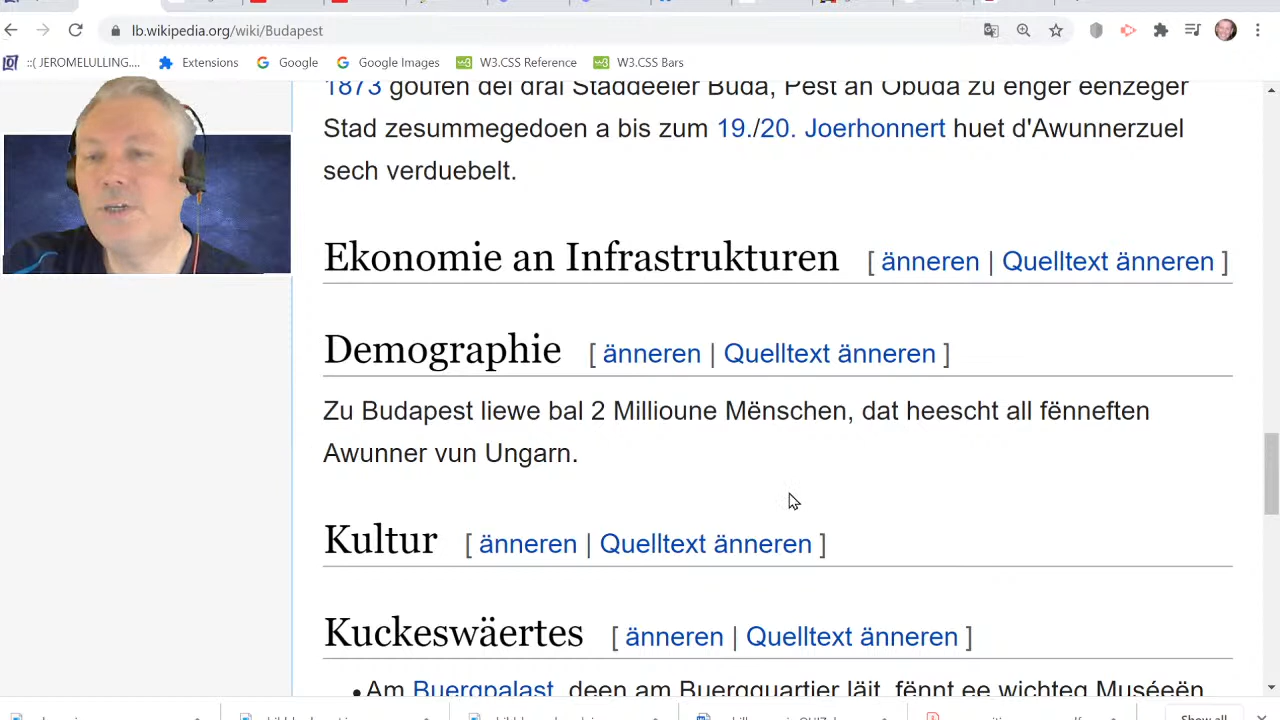 lb.wikipedia.org/wiki/Budapest
::( JEROMELULLING.... Extensions Google Google Images W3.CSS Reference W3.CSS Bars
1873 goufen déi dräi Staddeeler Buda, Pest an Óbuda zu enger eenzeger
Stad zesummegedoen a bis zum 19./20. Joerhonnert huet d'Awunnerzuel
sech verduebelt.
Ekonomie an Infrastrukturen [ änneren | Quelltext änneren ]
Demographie [ änneren | Quelltext änneren ]
Zu Budapest liewe bal 2 Millioune Mënschen, dat heescht all fënneften
Awunner vun Ungarn.
Kultur [ änneren | Quelltext änneren ]
Kuckeswäertes [ änneren | Quelltext änneren ]
• Am Buergpalast, deen am Buergquartier läit, fënnt ee wichteg Muséeën
Show all